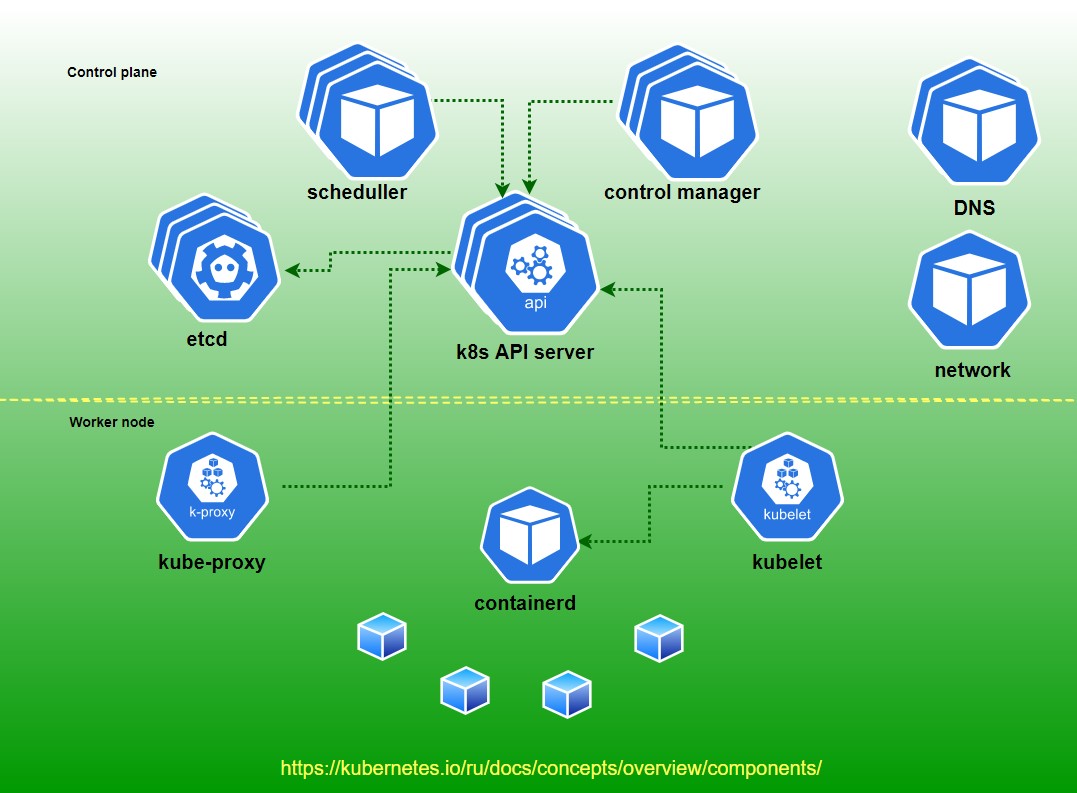 Control plane
scheduller
control manager
DNS
etcd
api
k8s API server
network
Worker node
k-proxy
kube-proxy
containerd
kubelet
kubelet
https://kubernetes.io/ru/docs/concepts/overview/components/